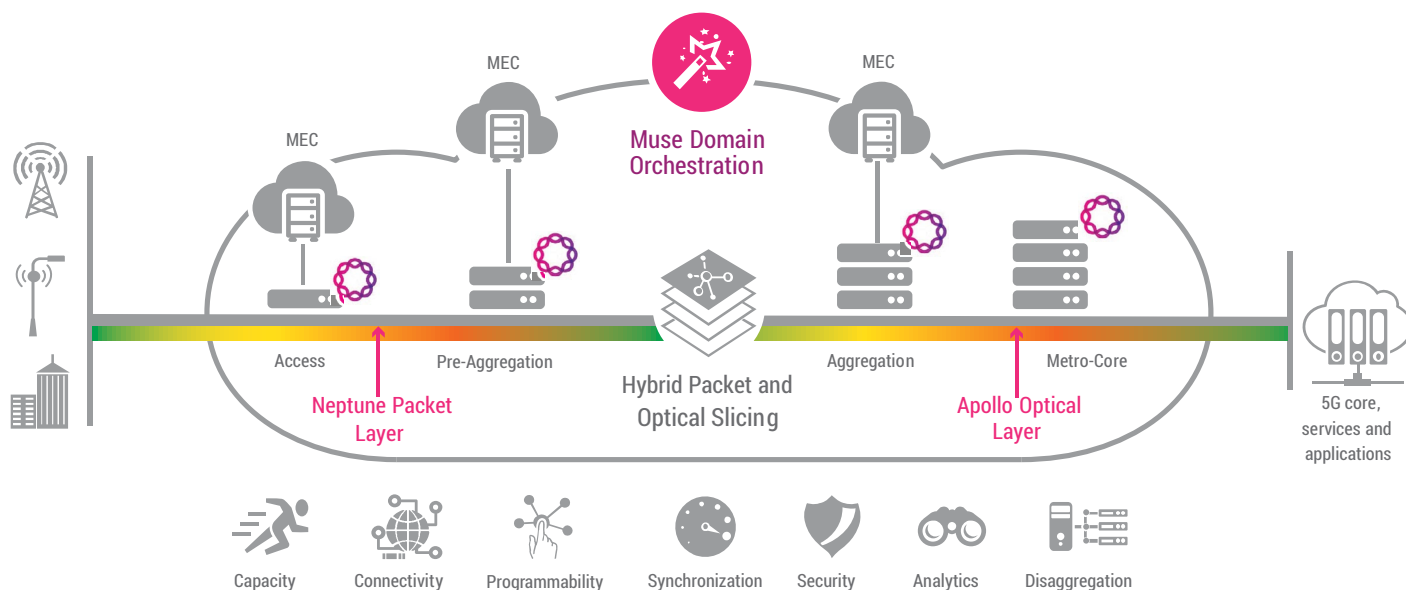 MEC
MEC
MEC
Muse Domain
Orchestration
Access
Pre-Aggregation
Aggregation
Metro-Core
Neptune Packet
Layer
Hybrid Packet and
Optical Slicing
Apollo Optical
Layer
5G core,
services and
applications
Capacity
Connectivity
Programmability
Synchronization
Security
Analytics
Disaggregation